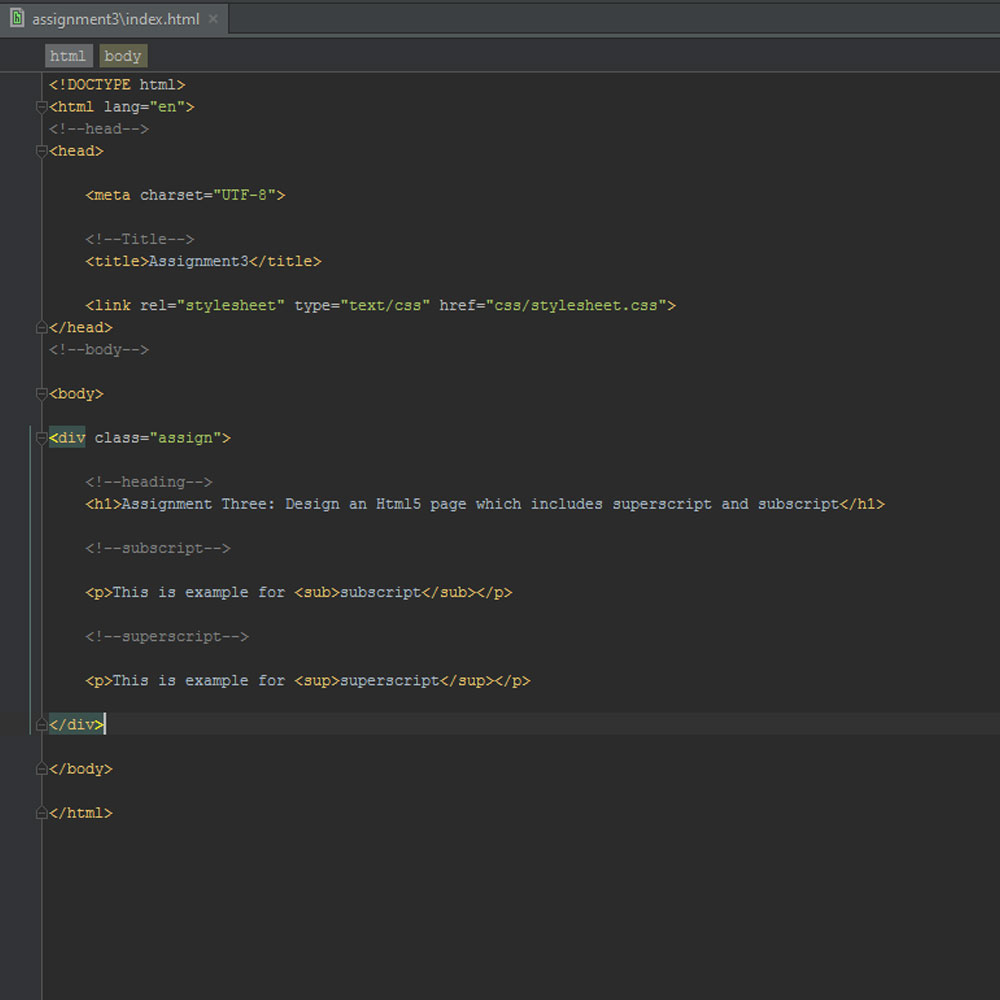 assignment3\index.html
html body
<!DOCTYPE html>
<html lang="en">
<!--head-->
<head>
<meta charset="UTF-8">
<!--Title-->
<title>Assignment3</title>
<link rel="stylesheet" type="text/css" href="css/stylesheet.css">
</head>
<!--body-->
<body>
<div class="assign">
<!--heading-->
<h1>Assignment Three: Design an Html5 page which includes superscript and subscript</h1>
<!--subscript-->
<p>This is example for <sub>subscript</sub></p>
<!--superscript-->
<p>This is example for <sup>superscript</sup></p>
</div>
</body>
</html>